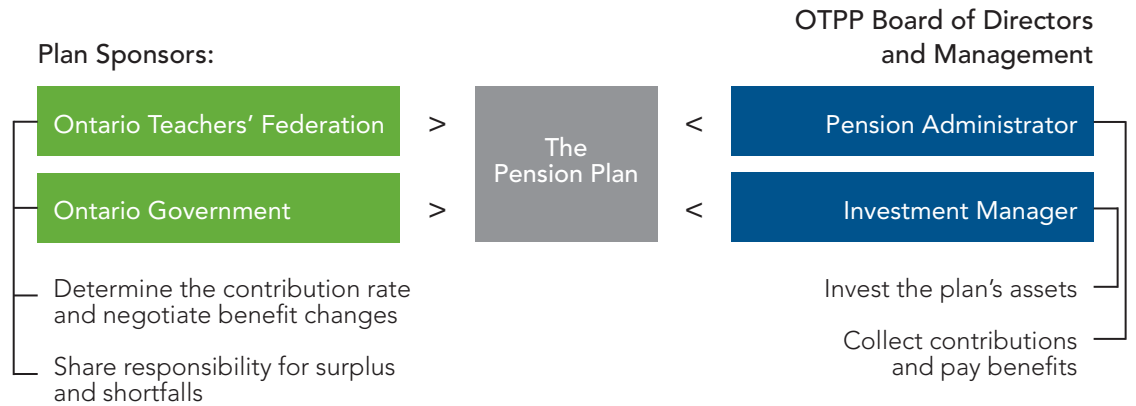 Plan Sponsors:
Ontario Teachers’ Federation
>
Ontario Government
>
Determine the contribution rate
and negotiate benefit changes
Share responsibility for surplus
and shortfalls
The
Pension Plan
OTPP Board of Directors
and Management
<
Pension Administrator
<
Investment Manager
Invest the plan’s assets
Collect contributions
and pay benefits